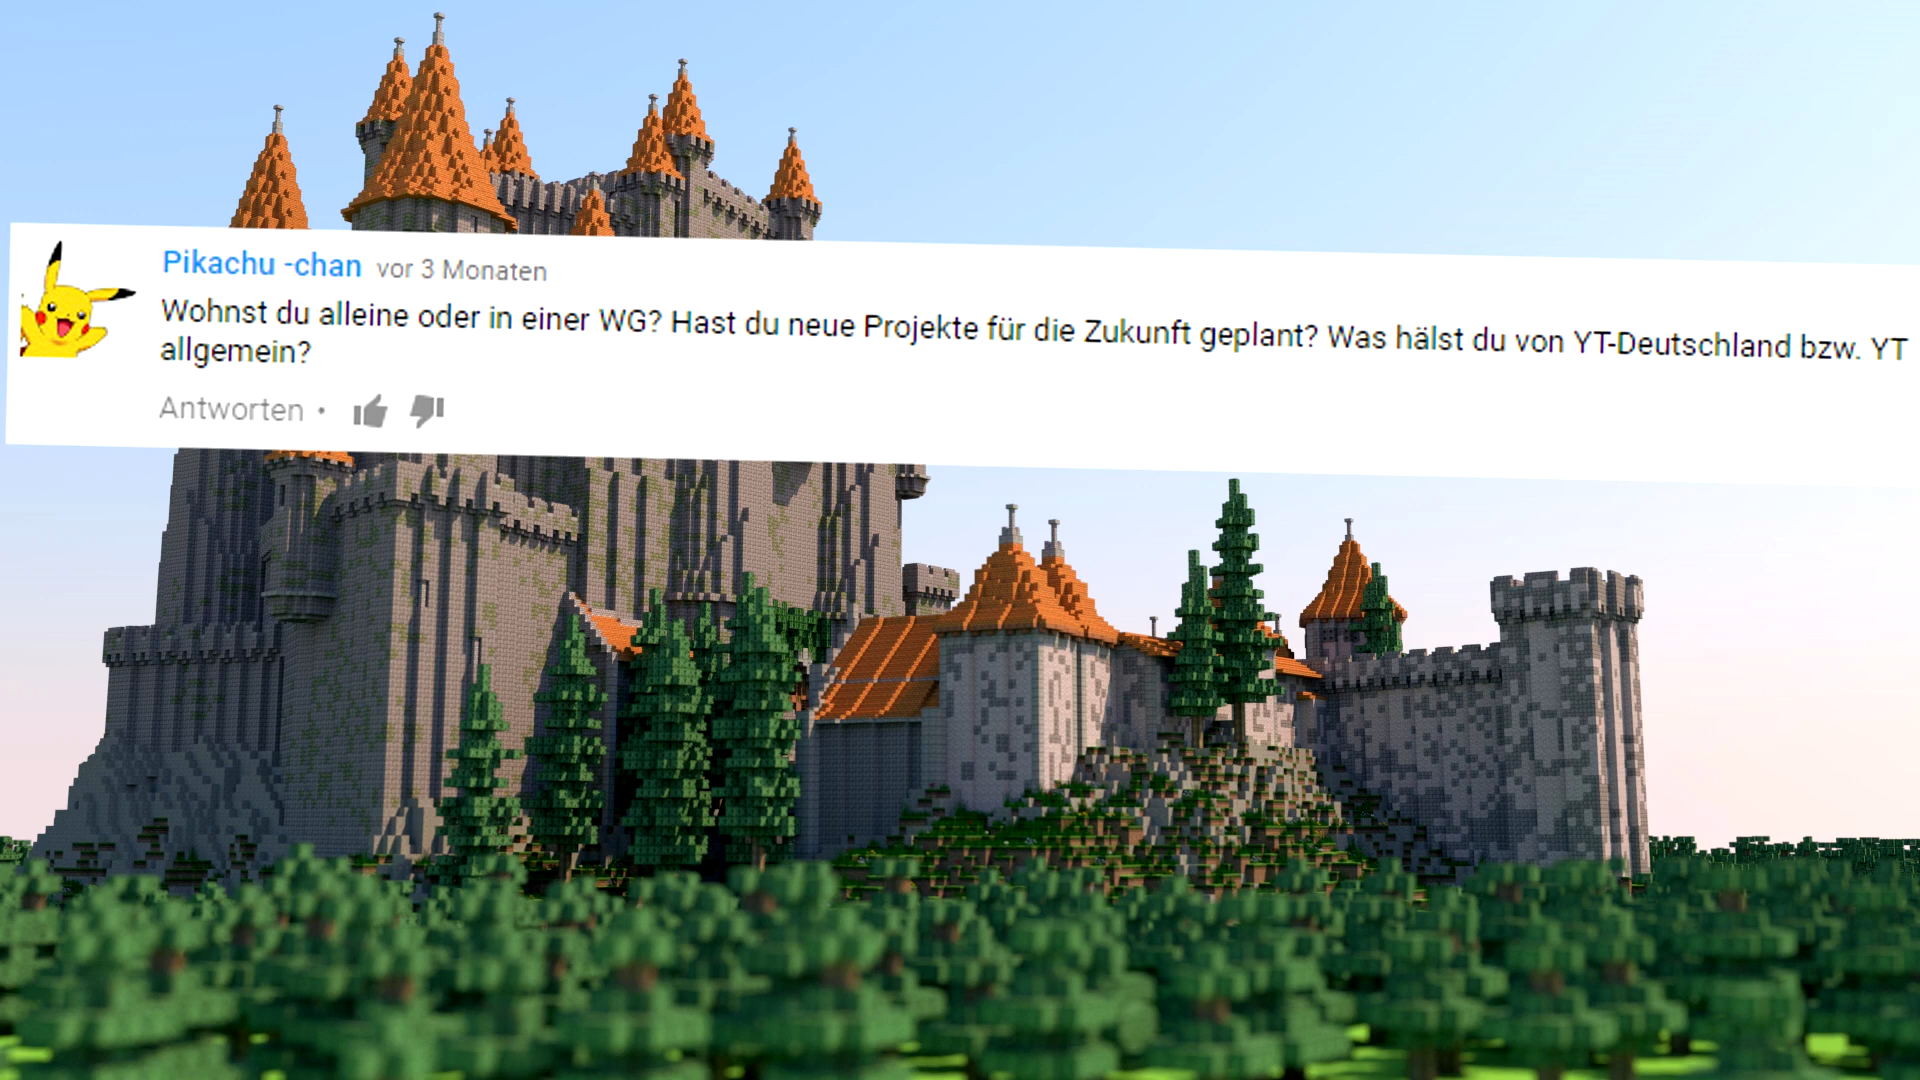 Pikachu -chan vor 3 Monaten
Wohnst du alleine oder in einer WG? Hast du neue Projekte für die Zukunft geplant? Was hälst du von YT-Deutschland bzw. YT
allgemein?
Antworten •